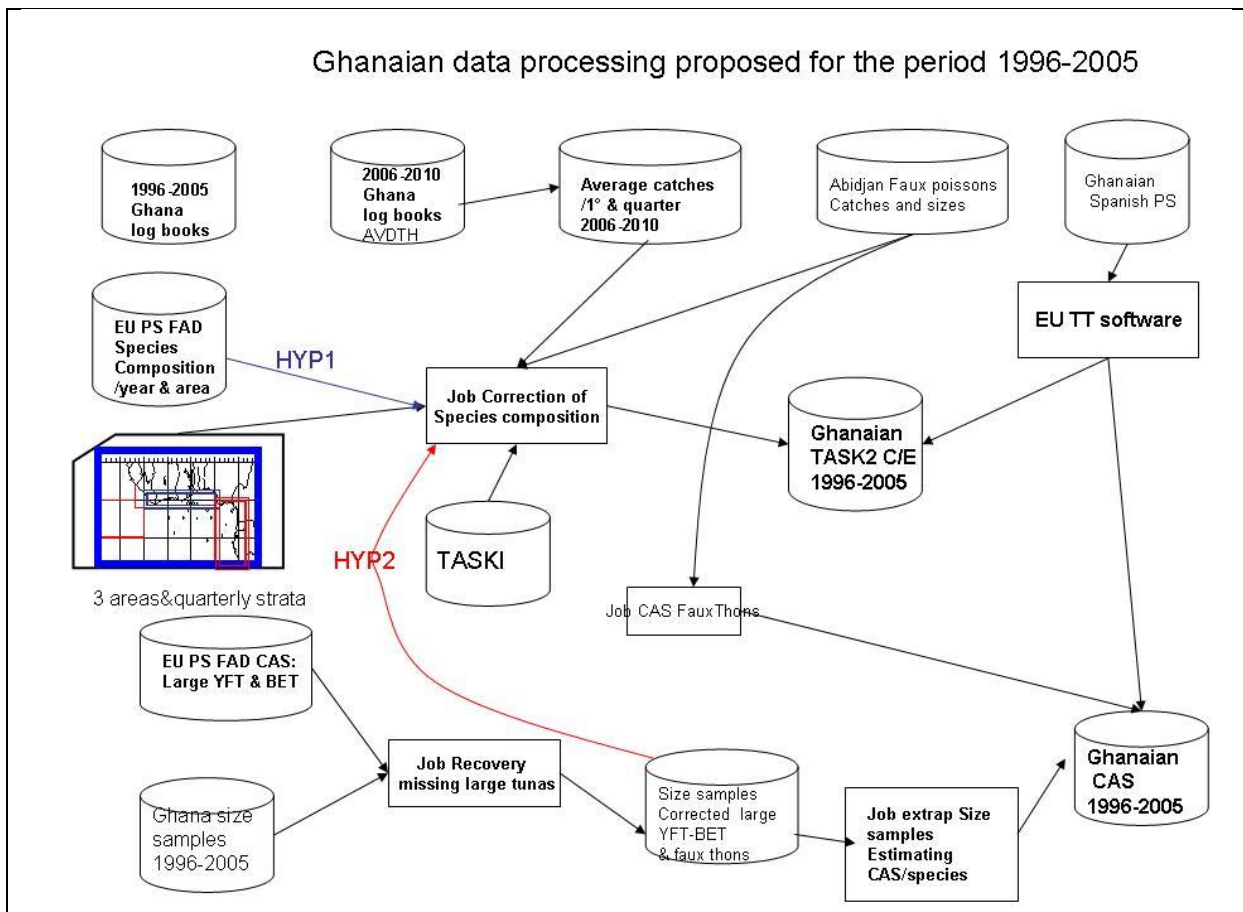 Ghanaian data processing proposed for the period 1996-2005
1996-2005
Ghana
log books
2006-2010
Ghana
log books
AVDTH
Average catches
/1° & quarter
2006-2010
Abidjan Faux poissons
Catches and sizes
Ghanaian
Spanish PS
EU PS FAD
Species
Composition
/year & area
HYP1
EU TT software
Job Correction of
Species composition
Ghanaian
TASK2 C/E
1996-2005
HYP2
TASKI
3 areas&quarterly strata
Job CAS FauxThons
EU PS FAD CAS:
Large YFT & BET
Job Recovery
missing large tunas
Ghana size
samples
1996-2005
Size samples
Corrected large
YFT-BET
& faux thons
Job extrap Size
samples
Estimating
CAS/species
Ghanaian
CAS
1996-2005